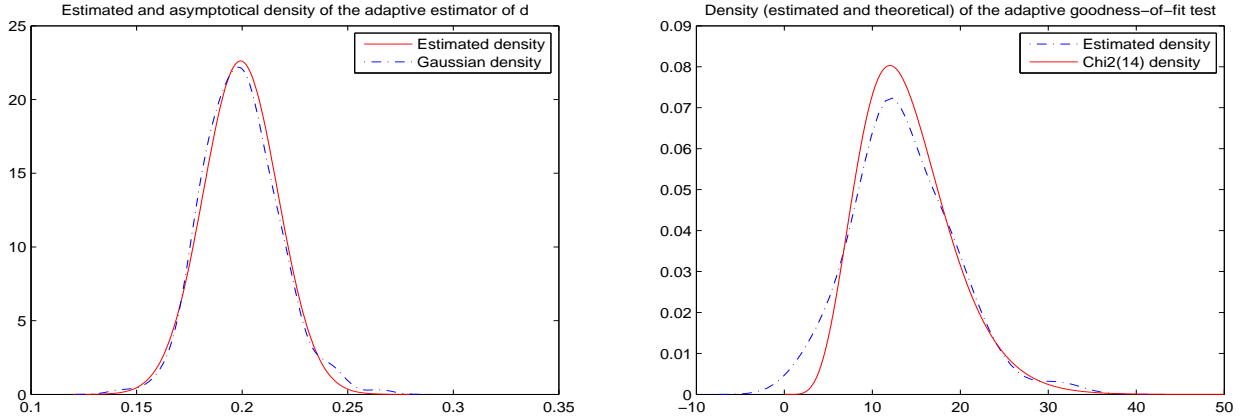 Estimated and asymptotical density of the adaptive estimator of d
25
20
15
10
5
0
0.1 0.15 0.2 0.25 0.3 0.35
Estimated density
Gaussian density
Density (estimated and theoretical) of the adaptive goodness−of−fit test
0.09
0.08
0.07
0.06
0.05
0.04
0.03
0.02
0.01
0
−10 0 10 20 30 40 50
Estimated density
Chi2(14) density